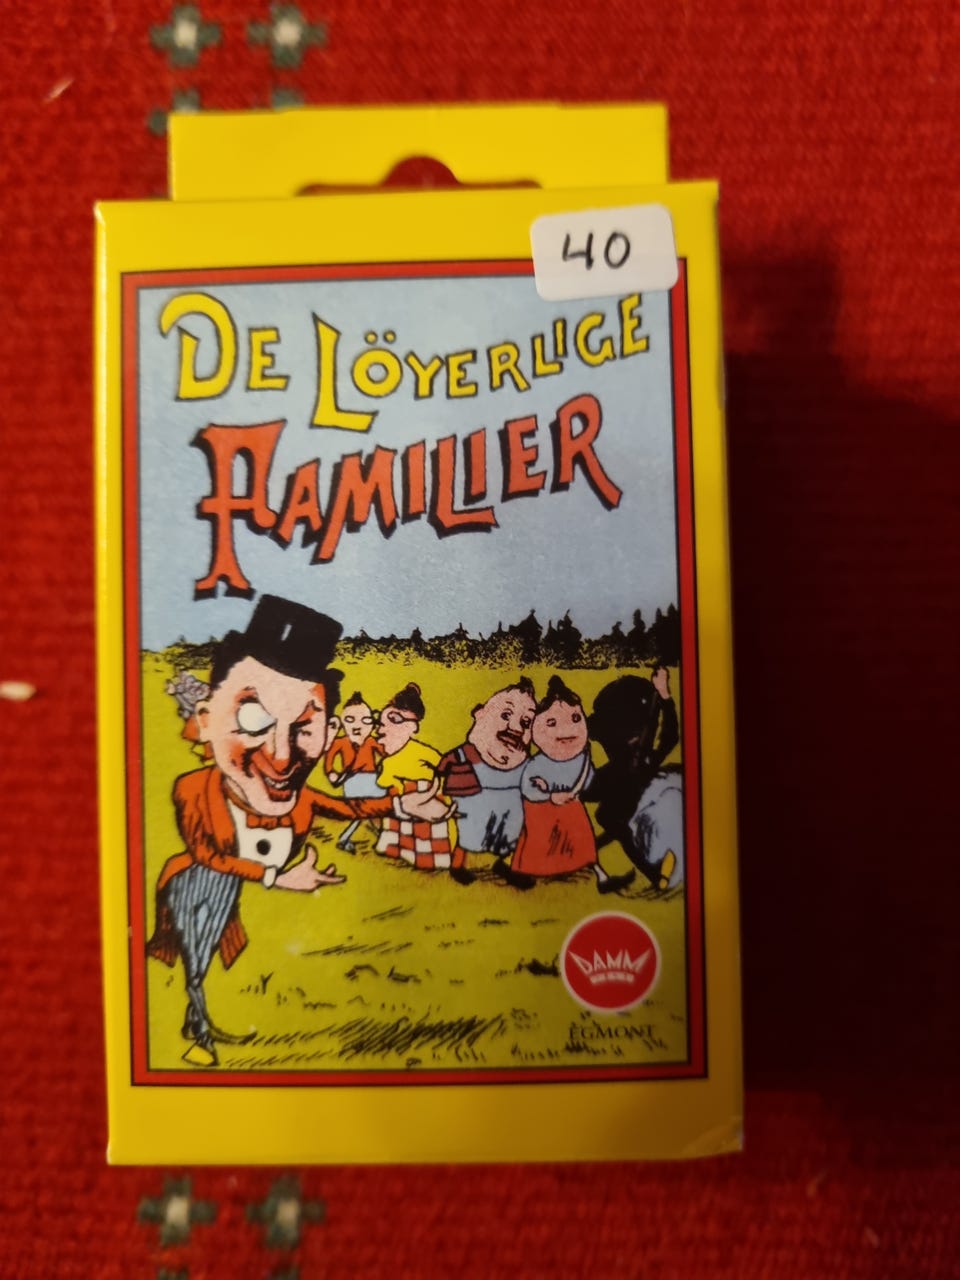 40
DE LÖYERLIGE
FAMILIER
DAMM
EGMONT